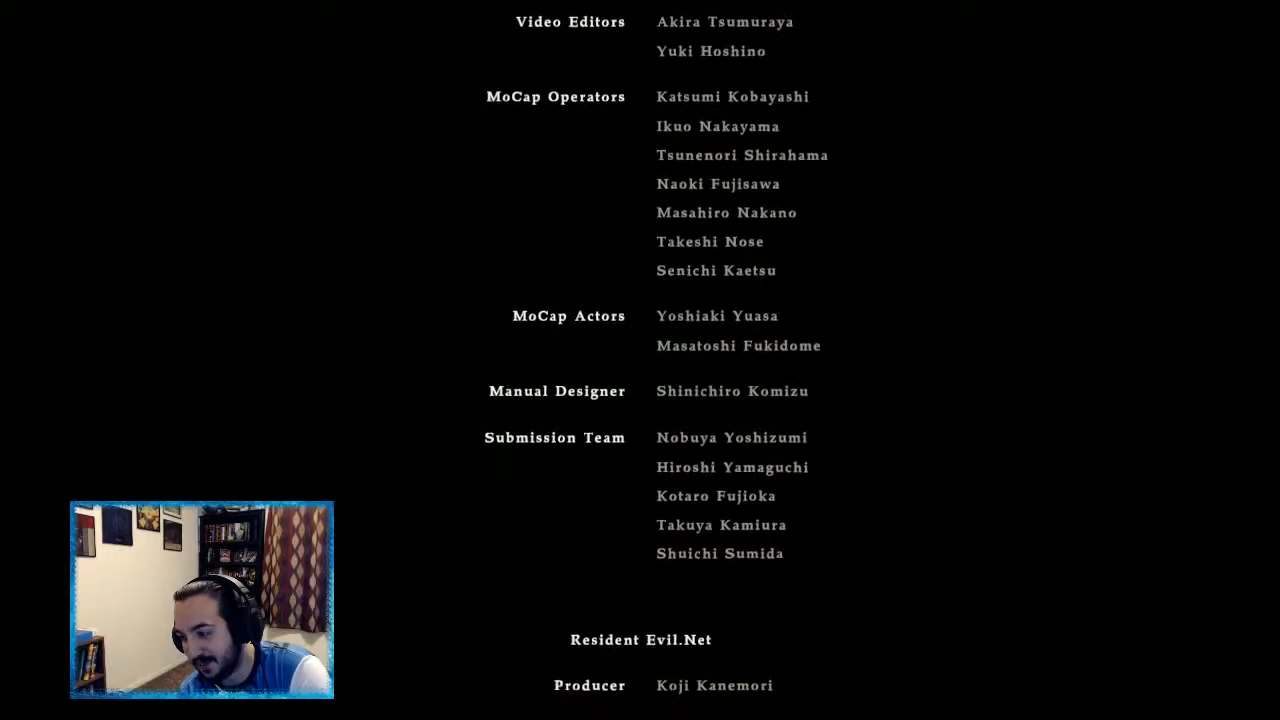 Video Editors Akira Tsumuraya
Yuki Hoshino
MoCap Operators Katsumi Kobayashi
Ikuo Nakayama
Tsunenori Shirahama
Naoki Fujisawa
Masahiro Nakano
Takeshi Nose
Senichi Kaetsu
MoCap Actors Yoshiaki Yuasa
Masatoshi Fukidome
Manual Designer Shinichiro Komizu
Submission Team Nobuya Yoshizumi
Hiroshi Yamaguchi
Kotaro Fujioka
Takuya Kamiura
Shuichi Sumida
Resident Evil.Net
Producer Koji Kanemori